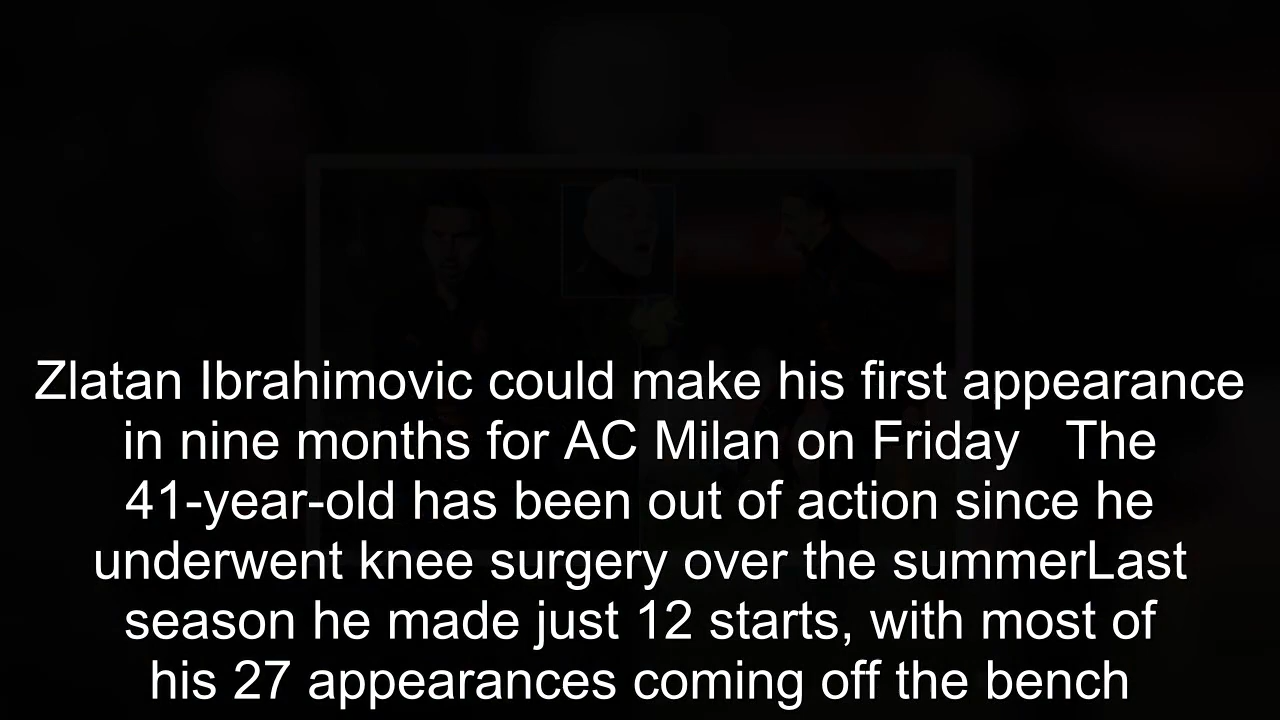 Zlatan Ibrahimovic could make his first appearance
in nine months for AC Milan on Friday   The
41-year-old has been out of action since he
underwent knee surgery over the summerLast
season he made just 12 starts, with most of
his 27 appearances coming off the bench